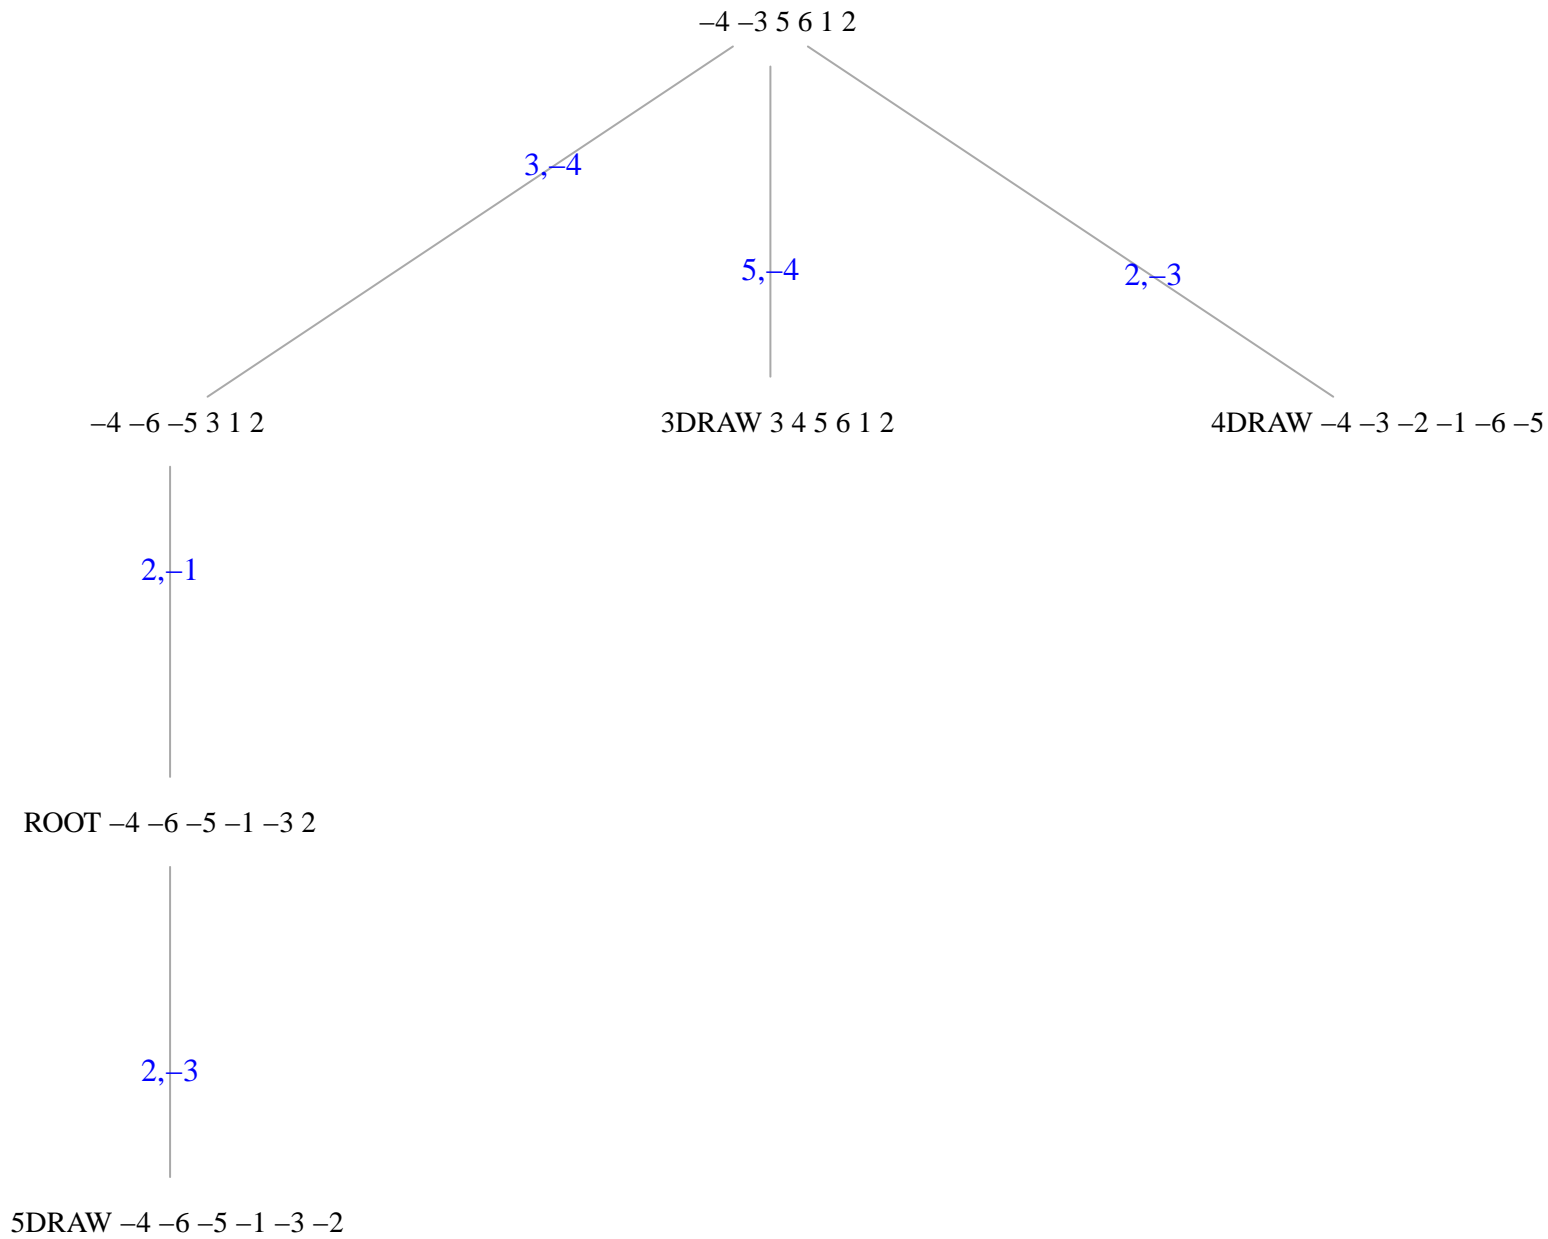 –4 –3 5 6 1 2
3,–4
5,–4
2,–3
–4 –6 –5 3 1 2
3DRAW 3 4 5 6 1 2
4DRAW –4 –3 –2 –1 –6 –5
2,–1
ROOT –4 –6 –5 –1 –3 2
2,–3
5DRAW –4 –6 –5 –1 –3 –2